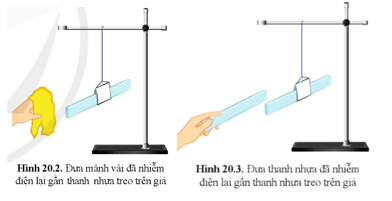 Hình 20.2. Đưa mảnh vải đã nhiễm
điện lại gần thanh nhựa treo trên giá
Hình 20.3. Đưa thanh nhựa đã nhiễm
điện lại gần thanh nhựa treo trên giá